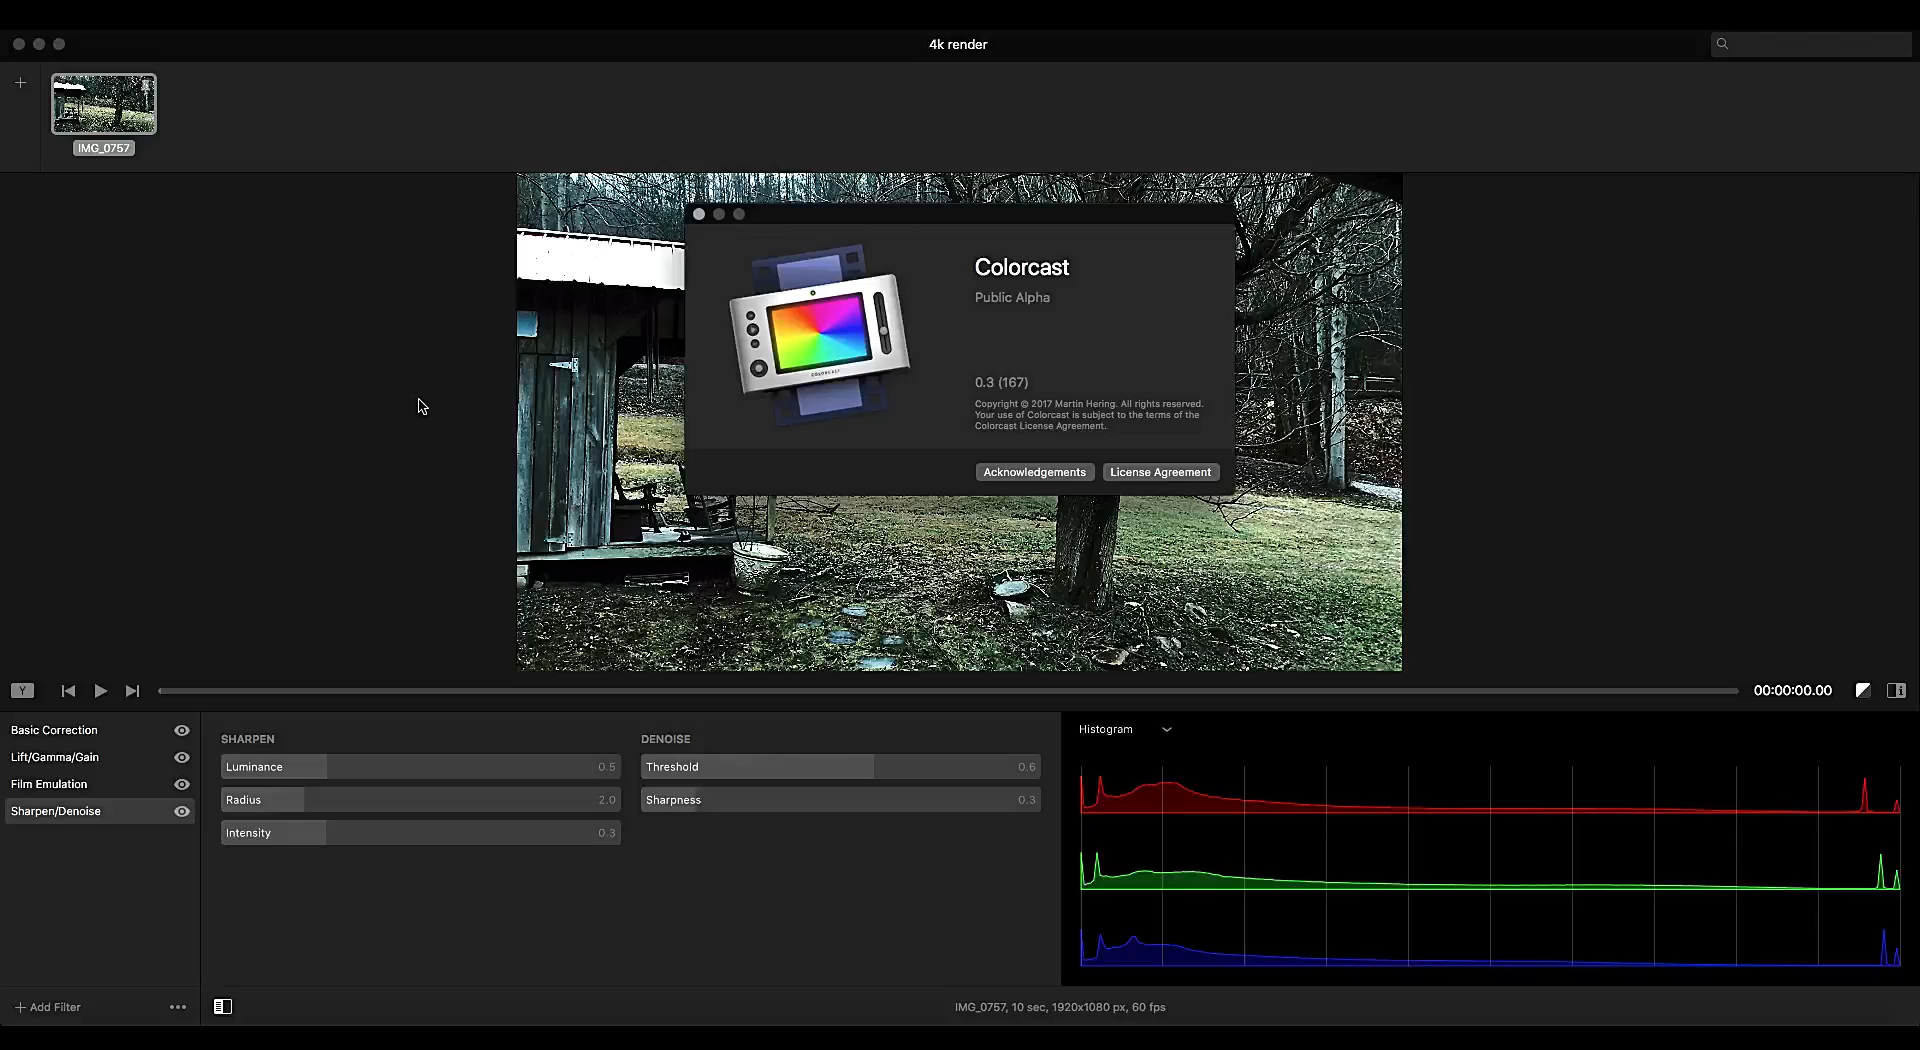 4k render
IMG_0757
Colorcast
Public Alpha
COLORCAST
0.3 (167)
Copyright © 2017 Martin Hering. All rights reserved.
Your use of Colorcast is subject to the terms of the
Colorcast License Agreement.
Acknowledgements
License Agreement
Y
00:00:00.00
Basic Correction
Lift/Gamma/Gain
Film Emulation
Sharpen/Denoise
SHARPEN
Luminance 0.5
Radius 2.0
Intensity 0.3
DENOISE
Threshold 0.6
Sharpness 0.3
Histogram
Add Filter
IMG_0757, 10 sec, 1920x1080 px, 60 fps